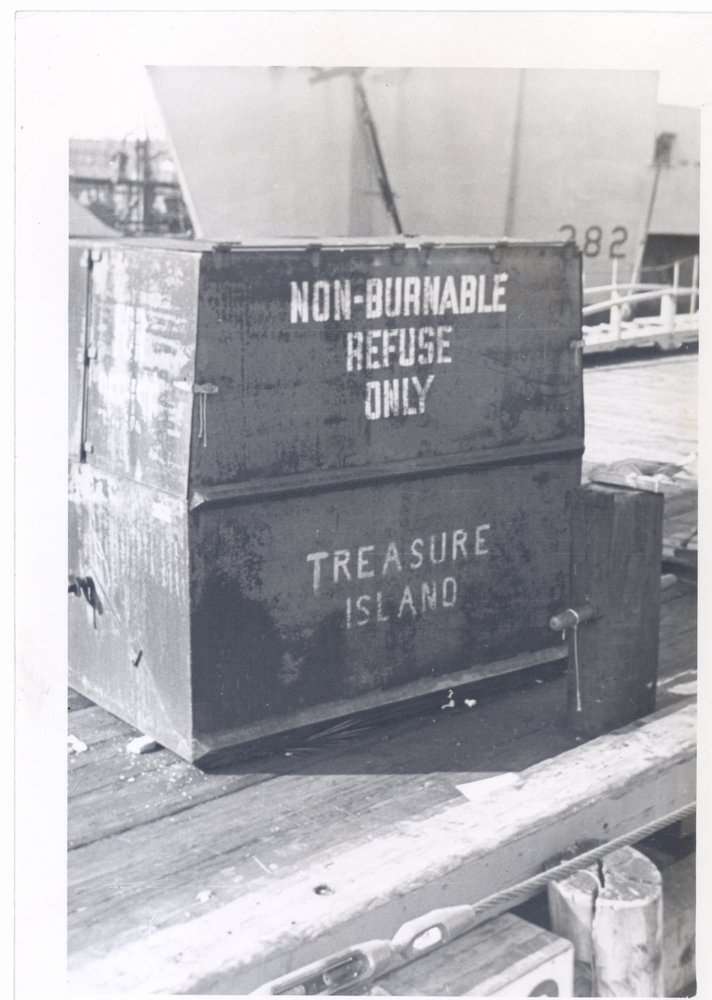 382
NON-BURNABLE
REFUSE
ONLY
TREASURE
ISLAND